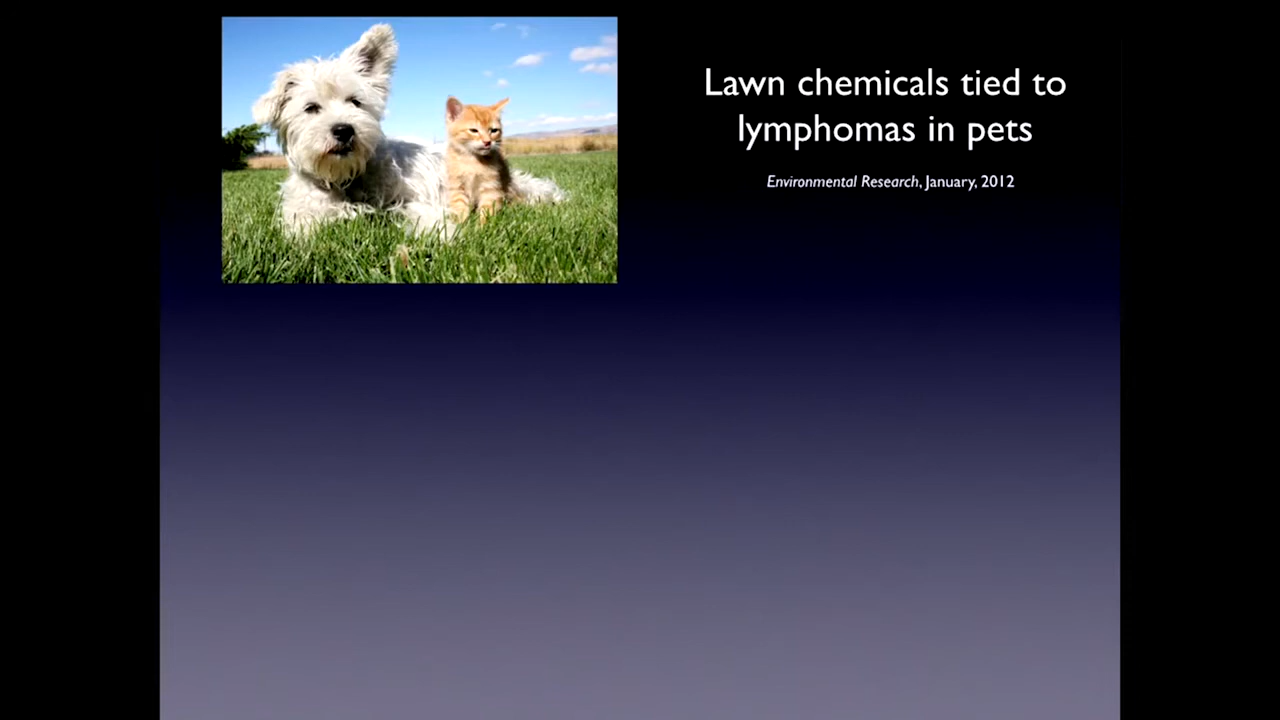 Lawn chemicals tied to
lymphomas in pets
Environmental Research, January, 2012